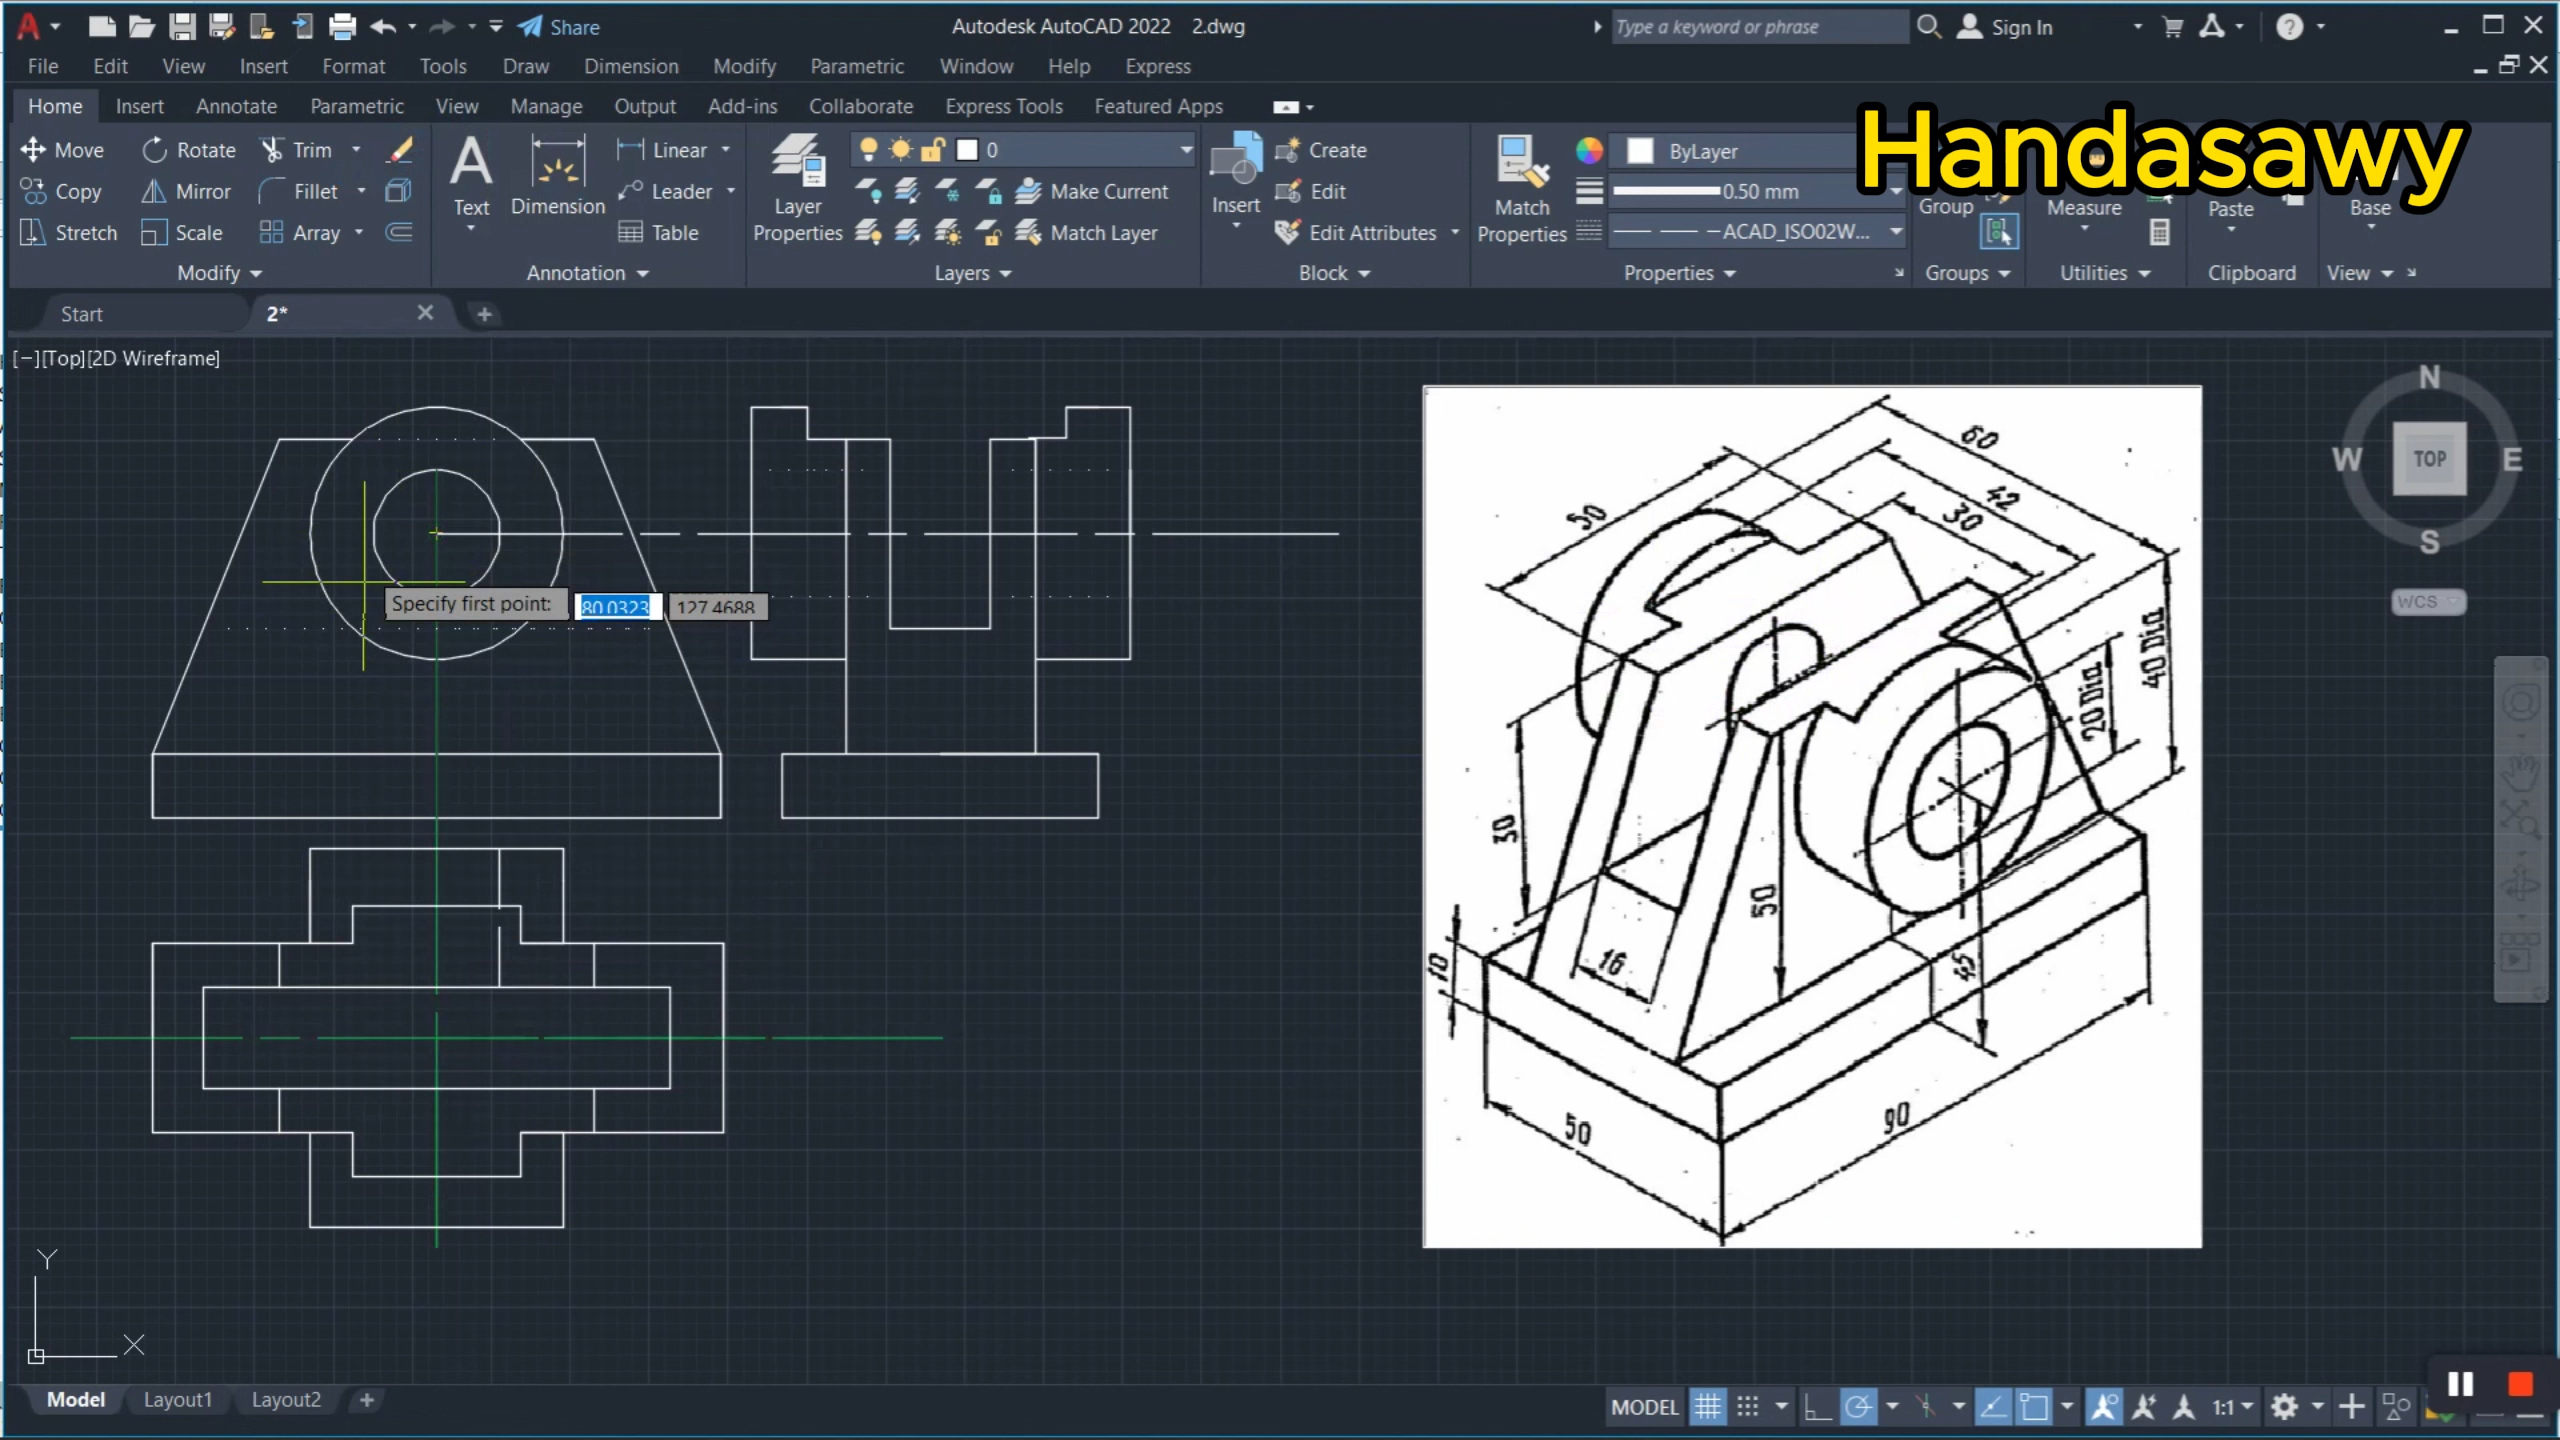 Autodesk AutoCAD 2022 2.dwg
Share
Type a keyword or phrase
Sign In
File Edit View Insert Format Tools Draw Dimension Modify Parametric Window Help Express
Home Insert Annotate Parametric View Manage Output Add-ins Collaborate Express Tools Featured Apps
Handasawy
Move Rotate Trim
Copy Mirror Fillet
Stretch Scale Array
Modify
Text
Dimension
Linear
Leader
Table
Annotation
Layer
Properties
0
Make Current
Match Layer
Layers
Insert
Create
Edit
Edit Attributes
Block
Match
Properties
ByLayer
0.50 mm
ACAD_ISO02W...
Properties
Group
Groups
Measure
Utilities
Paste
Clipboard
Base
View
Start
2*
[−][Top][2D Wireframe]
Specify first point: 80.0323 127.4688
60
42
30
50
40 Dia
20 Dia
30
50
16
10
45
50
90
N
W TOP E
S
WCS
Y
X
Model Layout1 Layout2
MODEL
1:1